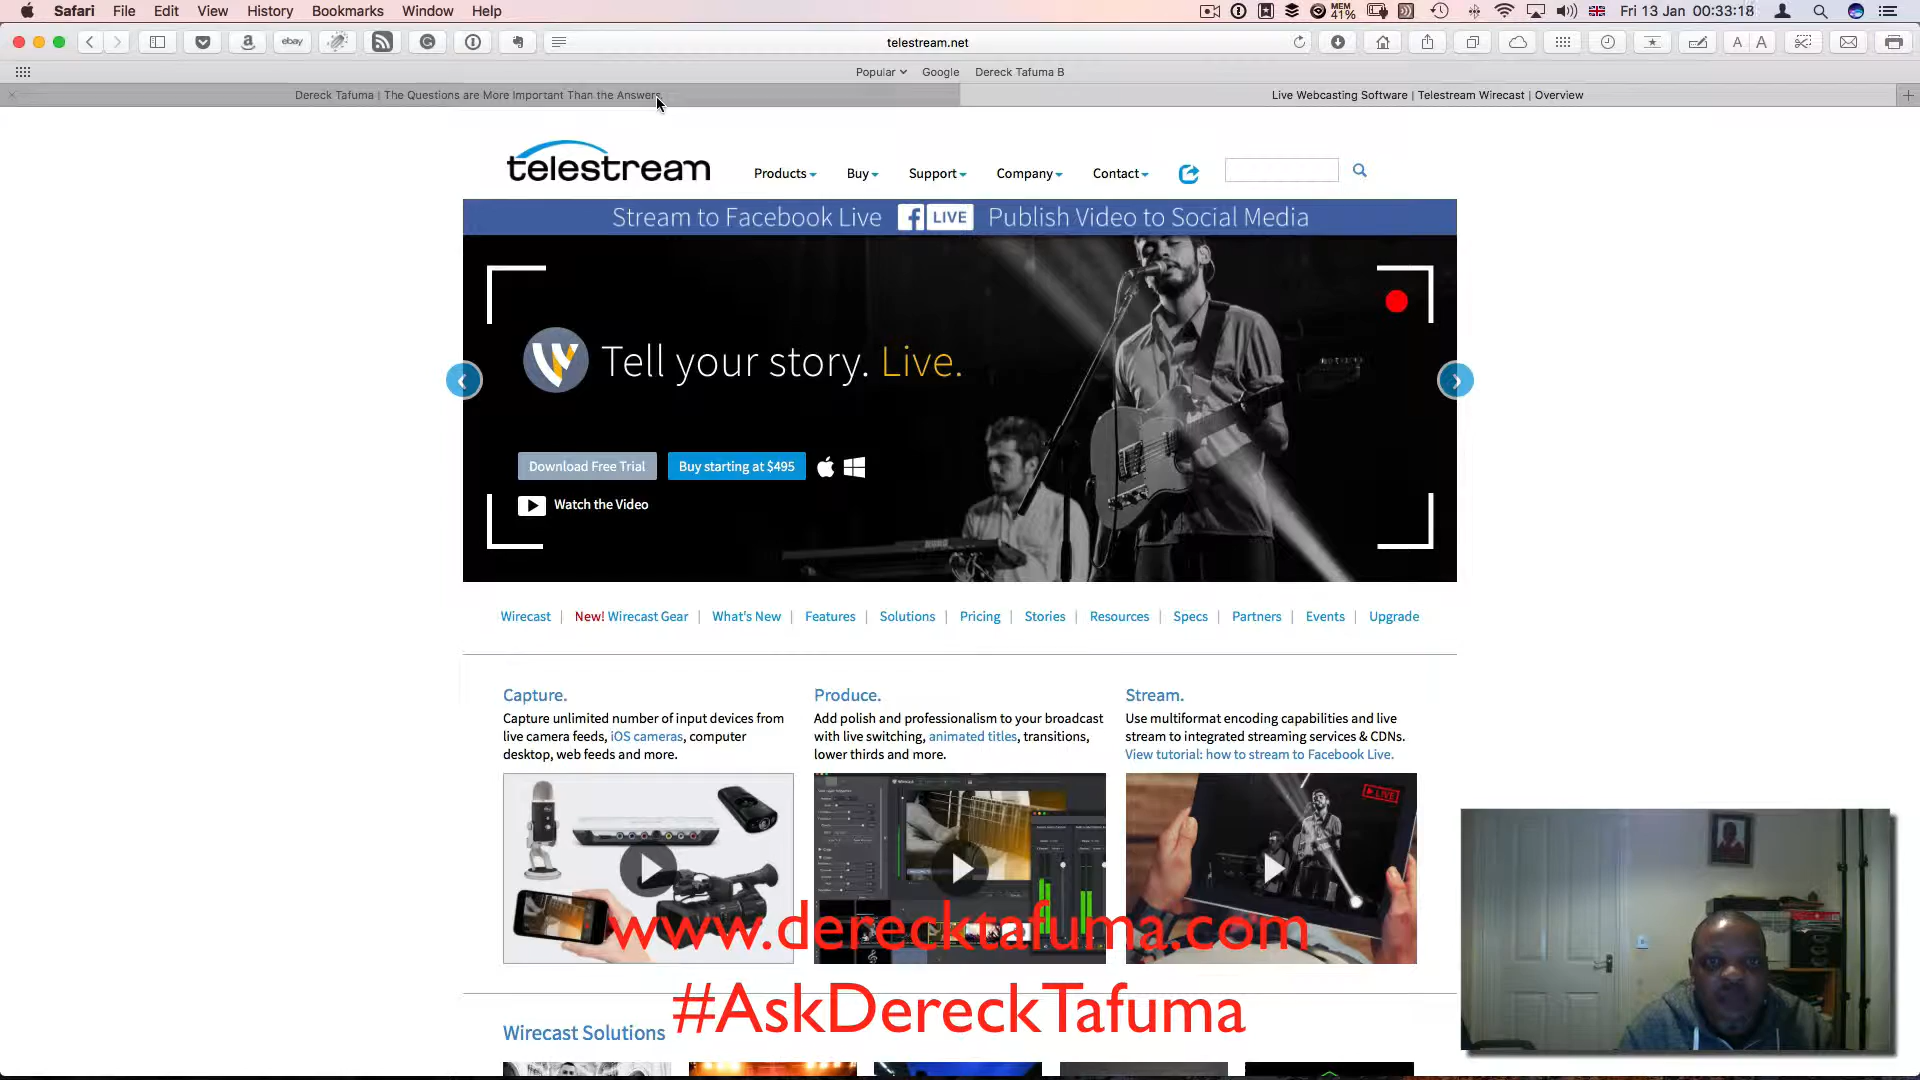 Safari File Edit View History Bookmarks Window Help
MEM 41% Fri 13 Jan 00:33:18
ebay telestream.net A A
Popular Google Dereck Tafuma B
Dereck Tafuma | The Questions are More Important Than the Answers
Live Webcasting Software | Telestream Wirecast | Overview
telestream Products Buy Support Company Contact
Stream to Facebook Live f LIVE Publish Video to Social Media
Tell your story. Live.
Download Free Trial Buy starting at $495
Watch the Video
KORG
Wirecast | New! Wirecast Gear | What's New | Features | Solutions | Pricing | Stories | Resources | Specs | Partners | Events | Upgrade
Capture.
Capture unlimited number of input devices from
live camera feeds, iOS cameras, computer
desktop, web feeds and more.
Produce.
Add polish and professionalism to your broadcast
with live switching, animated titles, transitions,
lower thirds and more.
Stream.
Use multiformat encoding capabilities and live
stream to integrated streaming services & CDNs.
View tutorial: how to stream to Facebook Live.
LIVE
www.derecktafuma.com
#AskDereckTafuma
Wirecast Solutions